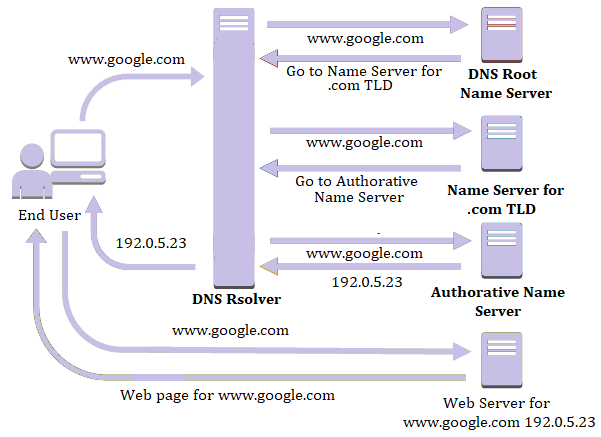 www.google.com
www.google.com
Go to Name Server for
.com TLD
DNS Root
Name Server
www.google.com
Go to Authorative
Name Server
Name Server for
.com TLD
End User
192.0.5.23
www.google.com
192.0.5.23
DNS Rsolver
Authorative Name
Server
www.google.com
Web page for www.google.com
Web Server for
www.google.com 192.0.5.23